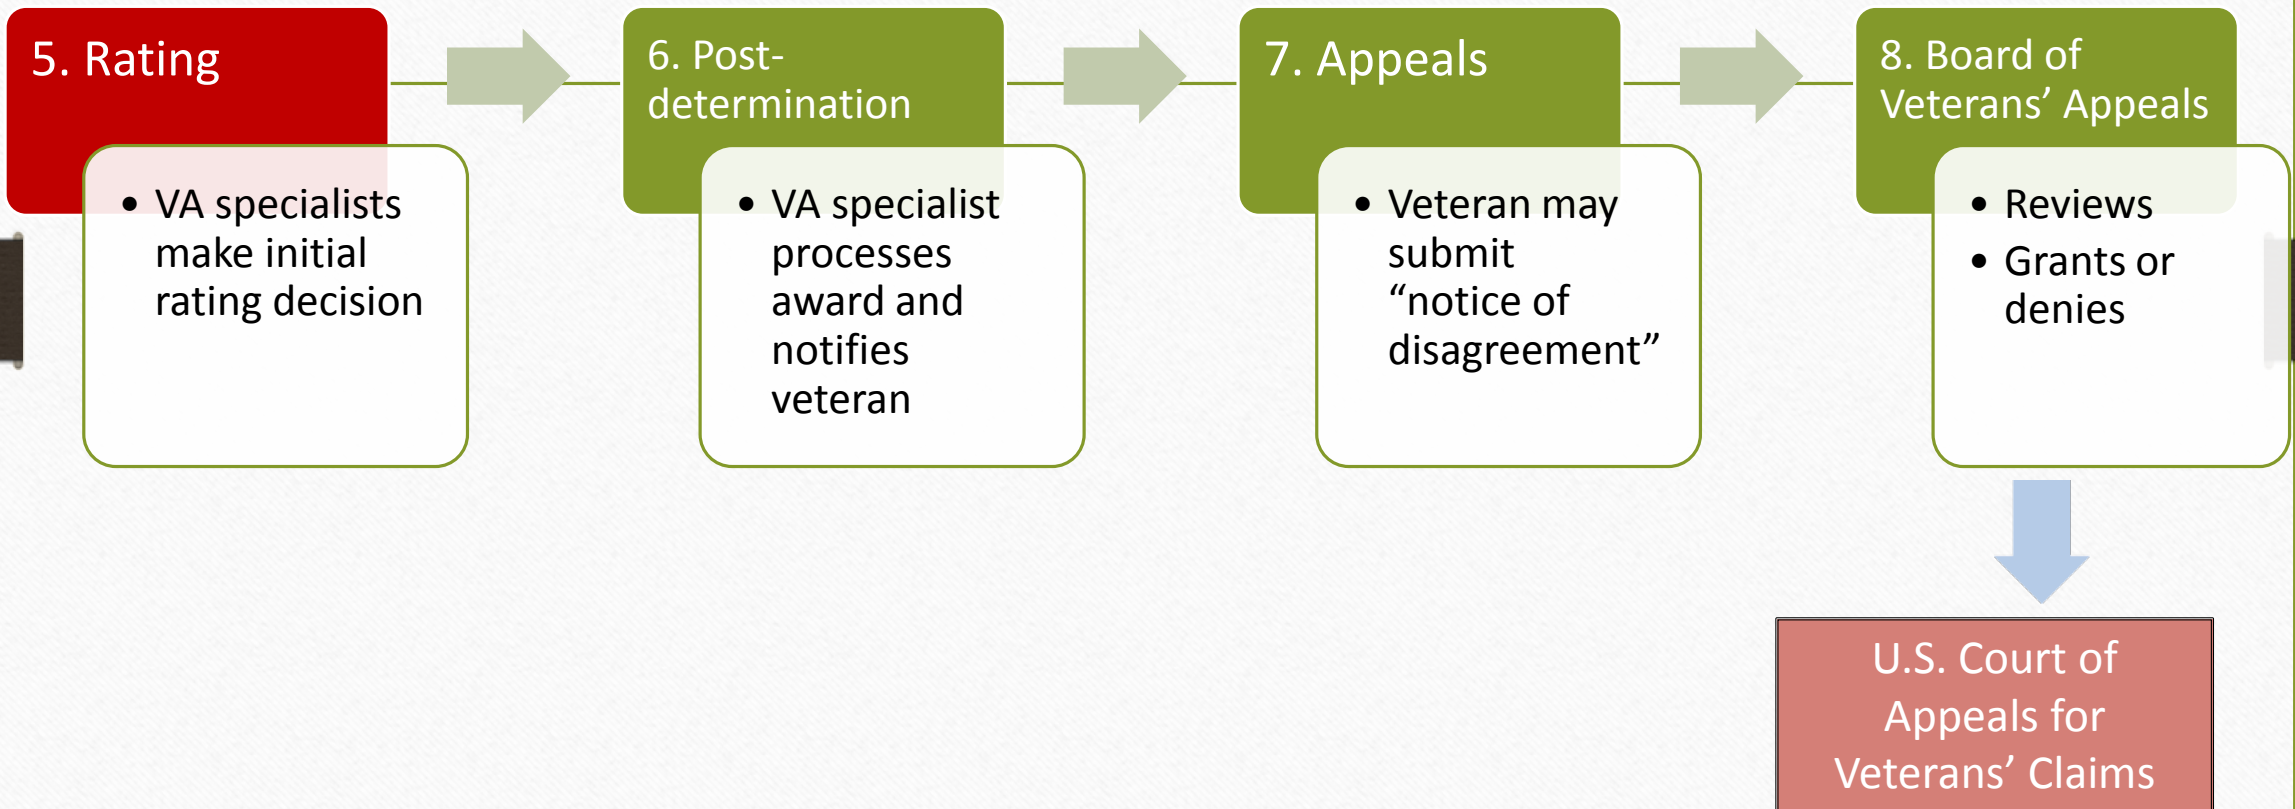 5. Rating
• VA specialists
make initial
rating decision
6. Post-
determination
• VA specialist
processes
award and
notifies
veteran
7. Appeals
• Veteran may
submit
“notice of
disagreement”
8. Board of
Veterans’ Appeals
• Reviews
• Grants or
denies
U.S. Court of
Appeals for
Veterans’ Claims